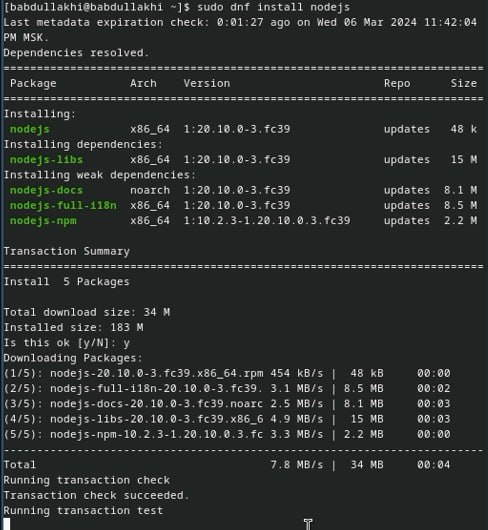 [babdullakhi@babdullakhi ~]$ sudo dnf install nodejs
Last metadata expiration check: 0:01:27 ago on Wed 06 Mar 2024 11:42:04
PM MSK.
Dependencies resolved.
================================================================
 Package          Arch    Version                     Repo      Size
================================================================
Installing:
 nodejs           x86_64  1:20.10.0-3.fc39            updates   48 k
Installing dependencies:
 nodejs-libs      x86_64  1:20.10.0-3.fc39            updates   15 M
Installing weak dependencies:
 nodejs-docs      noarch  1:20.10.0-3.fc39            updates  8.1 M
 nodejs-full-i18n x86_64  1:20.10.0-3.fc39            updates  8.5 M
 nodejs-npm       x86_64  1:10.2.3-1.20.10.0.3.fc39   updates  2.2 M

Transaction Summary
================================================================
Install  5 Packages

Total download size: 34 M
Installed size: 183 M
Is this ok [y/N]: y
Downloading Packages:
(1/5): nodejs-20.10.0-3.fc39.x86_64.rpm 454 kB/s |  48 kB     00:00
(2/5): nodejs-full-i18n-20.10.0-3.fc39. 3.1 MB/s | 8.5 MB     00:02
(3/5): nodejs-docs-20.10.0-3.fc39.noarc 2.5 MB/s | 8.1 MB     00:03
(4/5): nodejs-libs-20.10.0-3.fc39.x86_6 4.9 MB/s |  15 MB     00:03
(5/5): nodejs-npm-10.2.3-1.20.10.0.3.fc 3.3 MB/s | 2.2 MB     00:00
----------------------------------------------------------------
Total                                   7.8 MB/s |  34 MB     00:04
Running transaction check
Transaction check succeeded.
Running transaction test